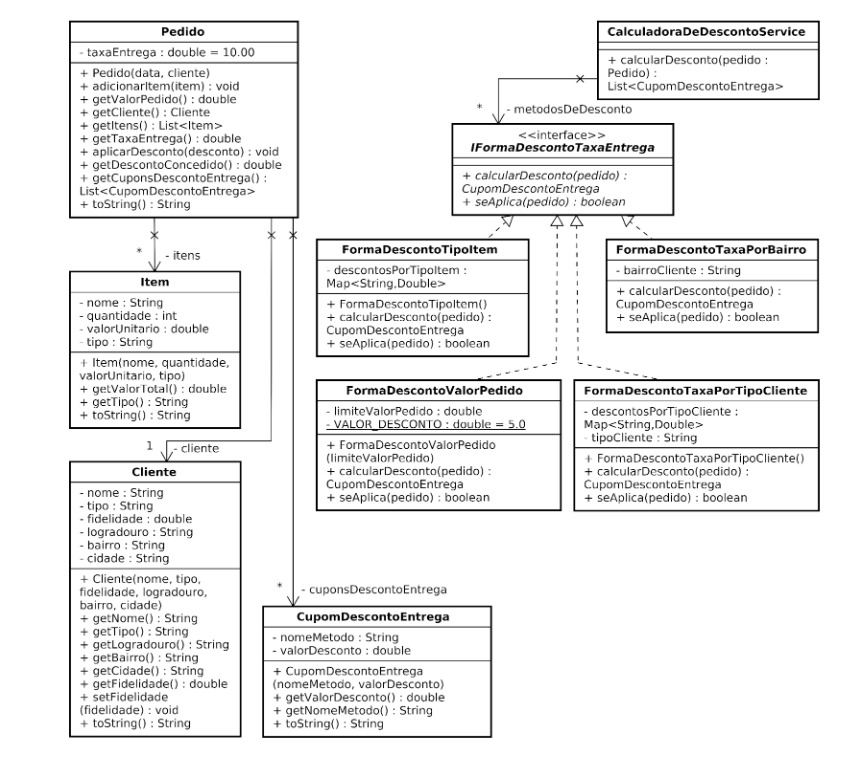 Pedido
- taxaEntrega : double = 10.00
+ Pedido(data, cliente)
+ adicionarItem(item) : void
+ getValorPedido() : double
+ getCliente() : Cliente
+ getItens() : List<Item>
+ getTaxaEntrega() : double
+ aplicarDesconto(desconto) : void
+ getDescontoConcedido() : double
+ getCuponsDescontoEntrega() :
List<CupomDescontoEntrega>
+ toString() : String
CalculadoraDeDescontoService
+ calcularDesconto(pedido :
Pedido) :
List<CupomDescontoEntrega>
*
- metodosDeDesconto
<<interface>>
IFormaDescontoTaxaEntrega
+ calcularDesconto(pedido) :
CupomDescontoEntrega
+ seAplica(pedido) : boolean
*
- itens
Item
- nome : String
- quantidade : int
- valorUnitario : double
- tipo : String
+ Item(nome, quantidade,
valorUnitario, tipo)
+ getValorTotal() : double
+ getTipo() : String
+ toString() : String
FormaDescontoTipoItem
- descontosPorTipoItem :
Map<String,Double>
+ FormaDescontoTipoItem()
+ calcularDesconto(pedido) :
CupomDescontoEntrega
+ seAplica(pedido) : boolean
FormaDescontoTaxaPorBairro
- bairroCliente : String
+ calcularDesconto(pedido) :
CupomDescontoEntrega
+ seAplica(pedido) : boolean
FormaDescontoValorPedido
- limiteValorPedido : double
- VALOR_DESCONTO : double = 5.0
+ FormaDescontoValorPedido
(limiteValorPedido)
+ calcularDesconto(pedido) :
CupomDescontoEntrega
+ seAplica(pedido) : boolean
FormaDescontoTaxaPorTipoCliente
- descontosPorTipoCliente :
Map<String,Double>
- tipoCliente : String
+ FormaDescontoTaxaPorTipoCliente()
+ calcularDesconto(pedido) :
CupomDescontoEntrega
+ seAplica(pedido) : boolean
1
- cliente
Cliente
- nome : String
- tipo : String
- fidelidade : double
- logradouro : String
- bairro : String
- cidade : String
+ Cliente(nome, tipo,
fidelidade, logradouro,
bairro, cidade)
+ getNome() : String
+ getTipo() : String
+ getLogradouro() : String
+ getBairro() : String
+ getCidade() : String
+ getFidelidade() : double
+ setFidelidade
(fidelidade) : void
+ toString() : String
*
- cuponsDescontoEntrega
CupomDescontoEntrega
- nomeMetodo : String
- valorDesconto : double
+ CupomDescontoEntrega
(nomeMetodo, valorDesconto)
+ getValorDesconto() : double
+ getNomeMetodo() : String
+ toString() : String